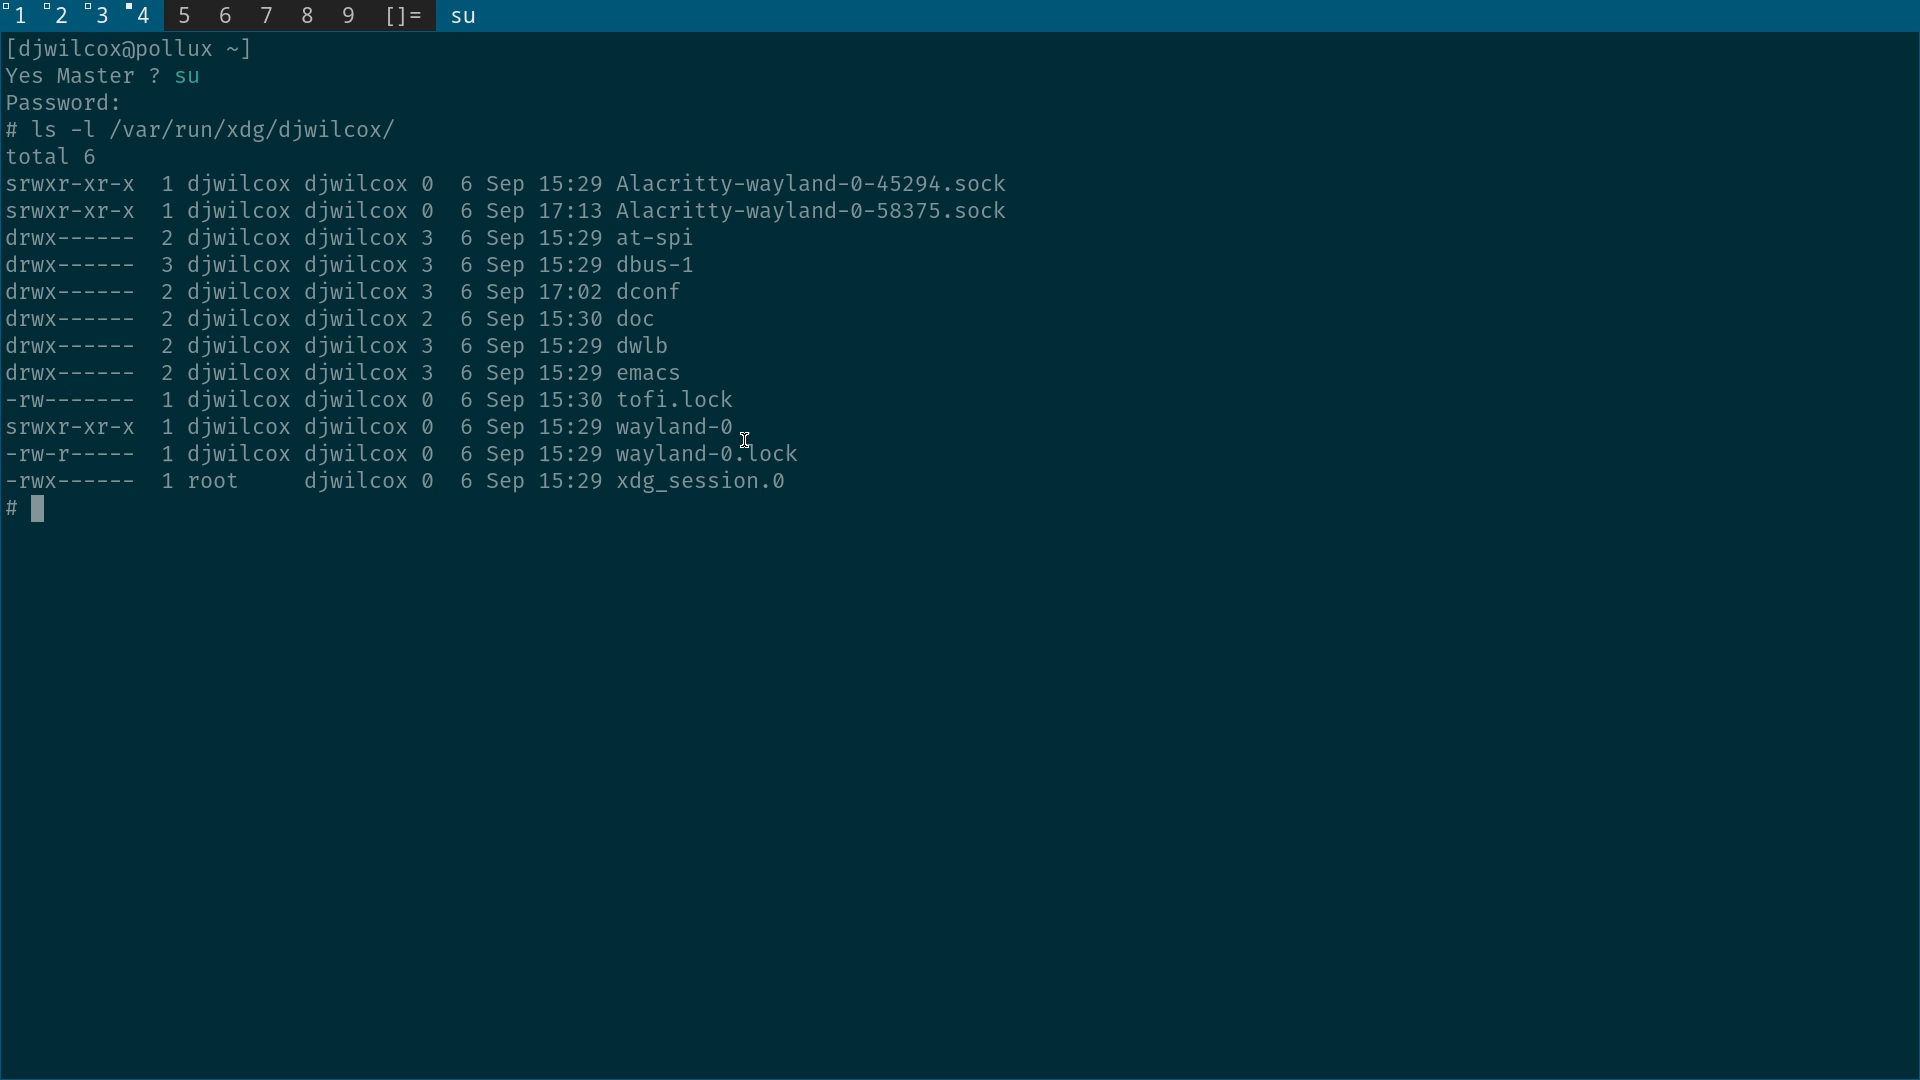 1 2 3 4 5 6 7 8 9 []= su
[djwilcox@pollux ~]
Yes Master ? su
Password:
# ls -l /var/run/xdg/djwilcox/
total 6
srwxr-xr-x  1 djwilcox djwilcox 0  6 Sep 15:29 Alacritty-wayland-0-45294.sock
srwxr-xr-x  1 djwilcox djwilcox 0  6 Sep 17:13 Alacritty-wayland-0-58375.sock
drwx------  2 djwilcox djwilcox 3  6 Sep 15:29 at-spi
drwx------  3 djwilcox djwilcox 3  6 Sep 15:29 dbus-1
drwx------  2 djwilcox djwilcox 3  6 Sep 17:02 dconf
drwx------  2 djwilcox djwilcox 2  6 Sep 15:30 doc
drwx------  2 djwilcox djwilcox 3  6 Sep 15:29 dwlb
drwx------  2 djwilcox djwilcox 3  6 Sep 15:29 emacs
-rw-------  1 djwilcox djwilcox 0  6 Sep 15:30 tofi.lock
srwxr-xr-x  1 djwilcox djwilcox 0  6 Sep 15:29 wayland-0
-rw-r-----  1 djwilcox djwilcox 0  6 Sep 15:29 wayland-0.lock
-rwx------  1 root     djwilcox 0  6 Sep 15:29 xdg_session.0
#